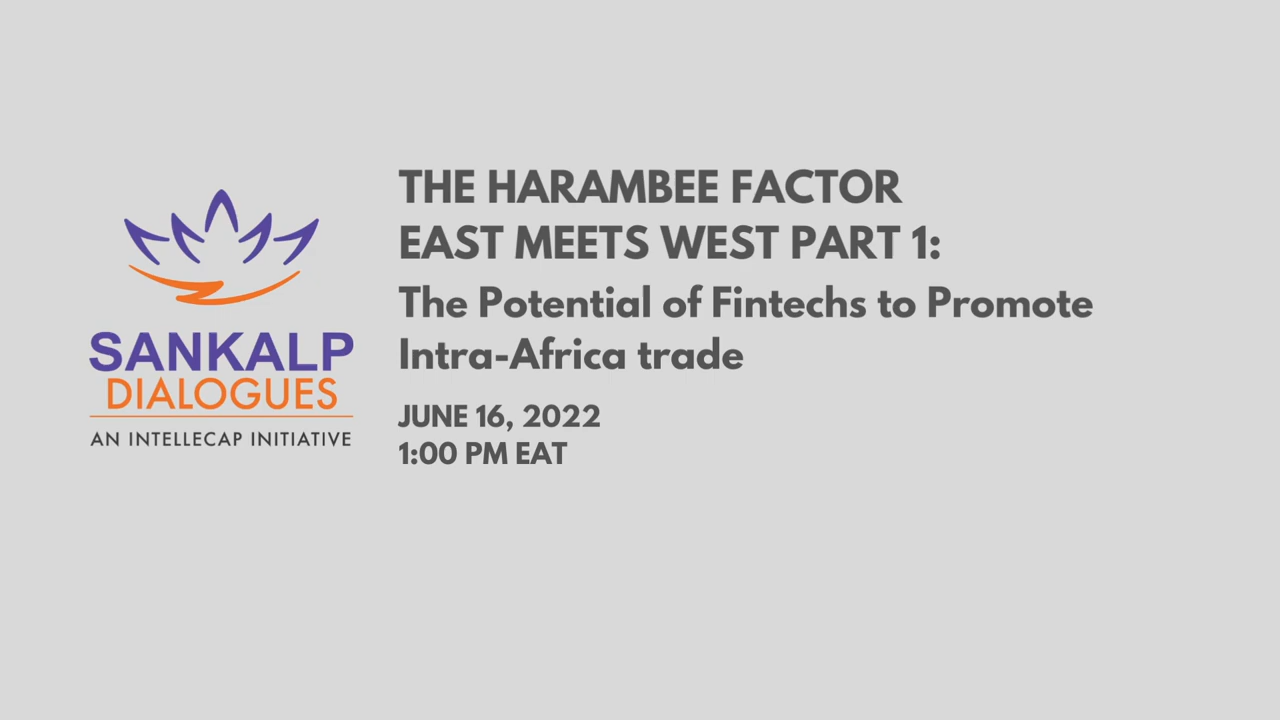 SANKALP
DIALOGUES
AN INTELLECAP INITIATIVE
THE HARAMBEE FACTOR
EAST MEETS WEST PART 1:
The Potential of Fintechs to Promote
Intra-Africa trade
JUNE 16, 2022
1:00 PM EAT